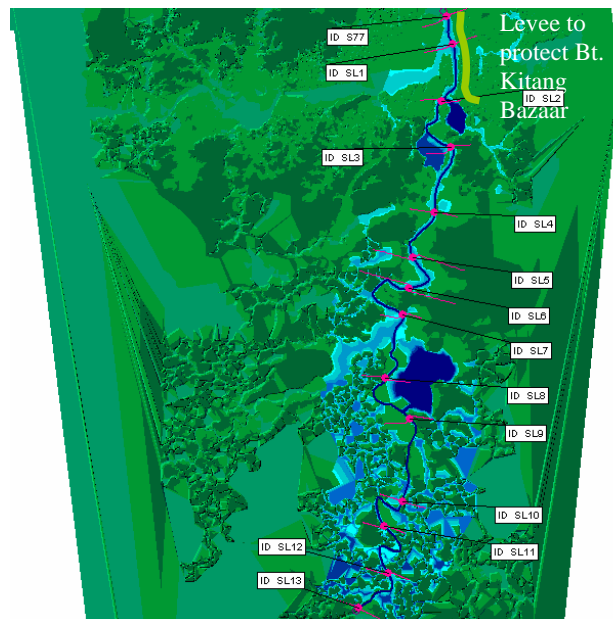 Levee to
protect Bt.
Kitang
Bazaar
ID S77
ID SL1
ID SL2
ID SL3
ID SL4
ID SL5
ID SL6
ID SL7
ID SL8
ID SL9
ID SL10
ID SL11
ID SL12
ID SL13